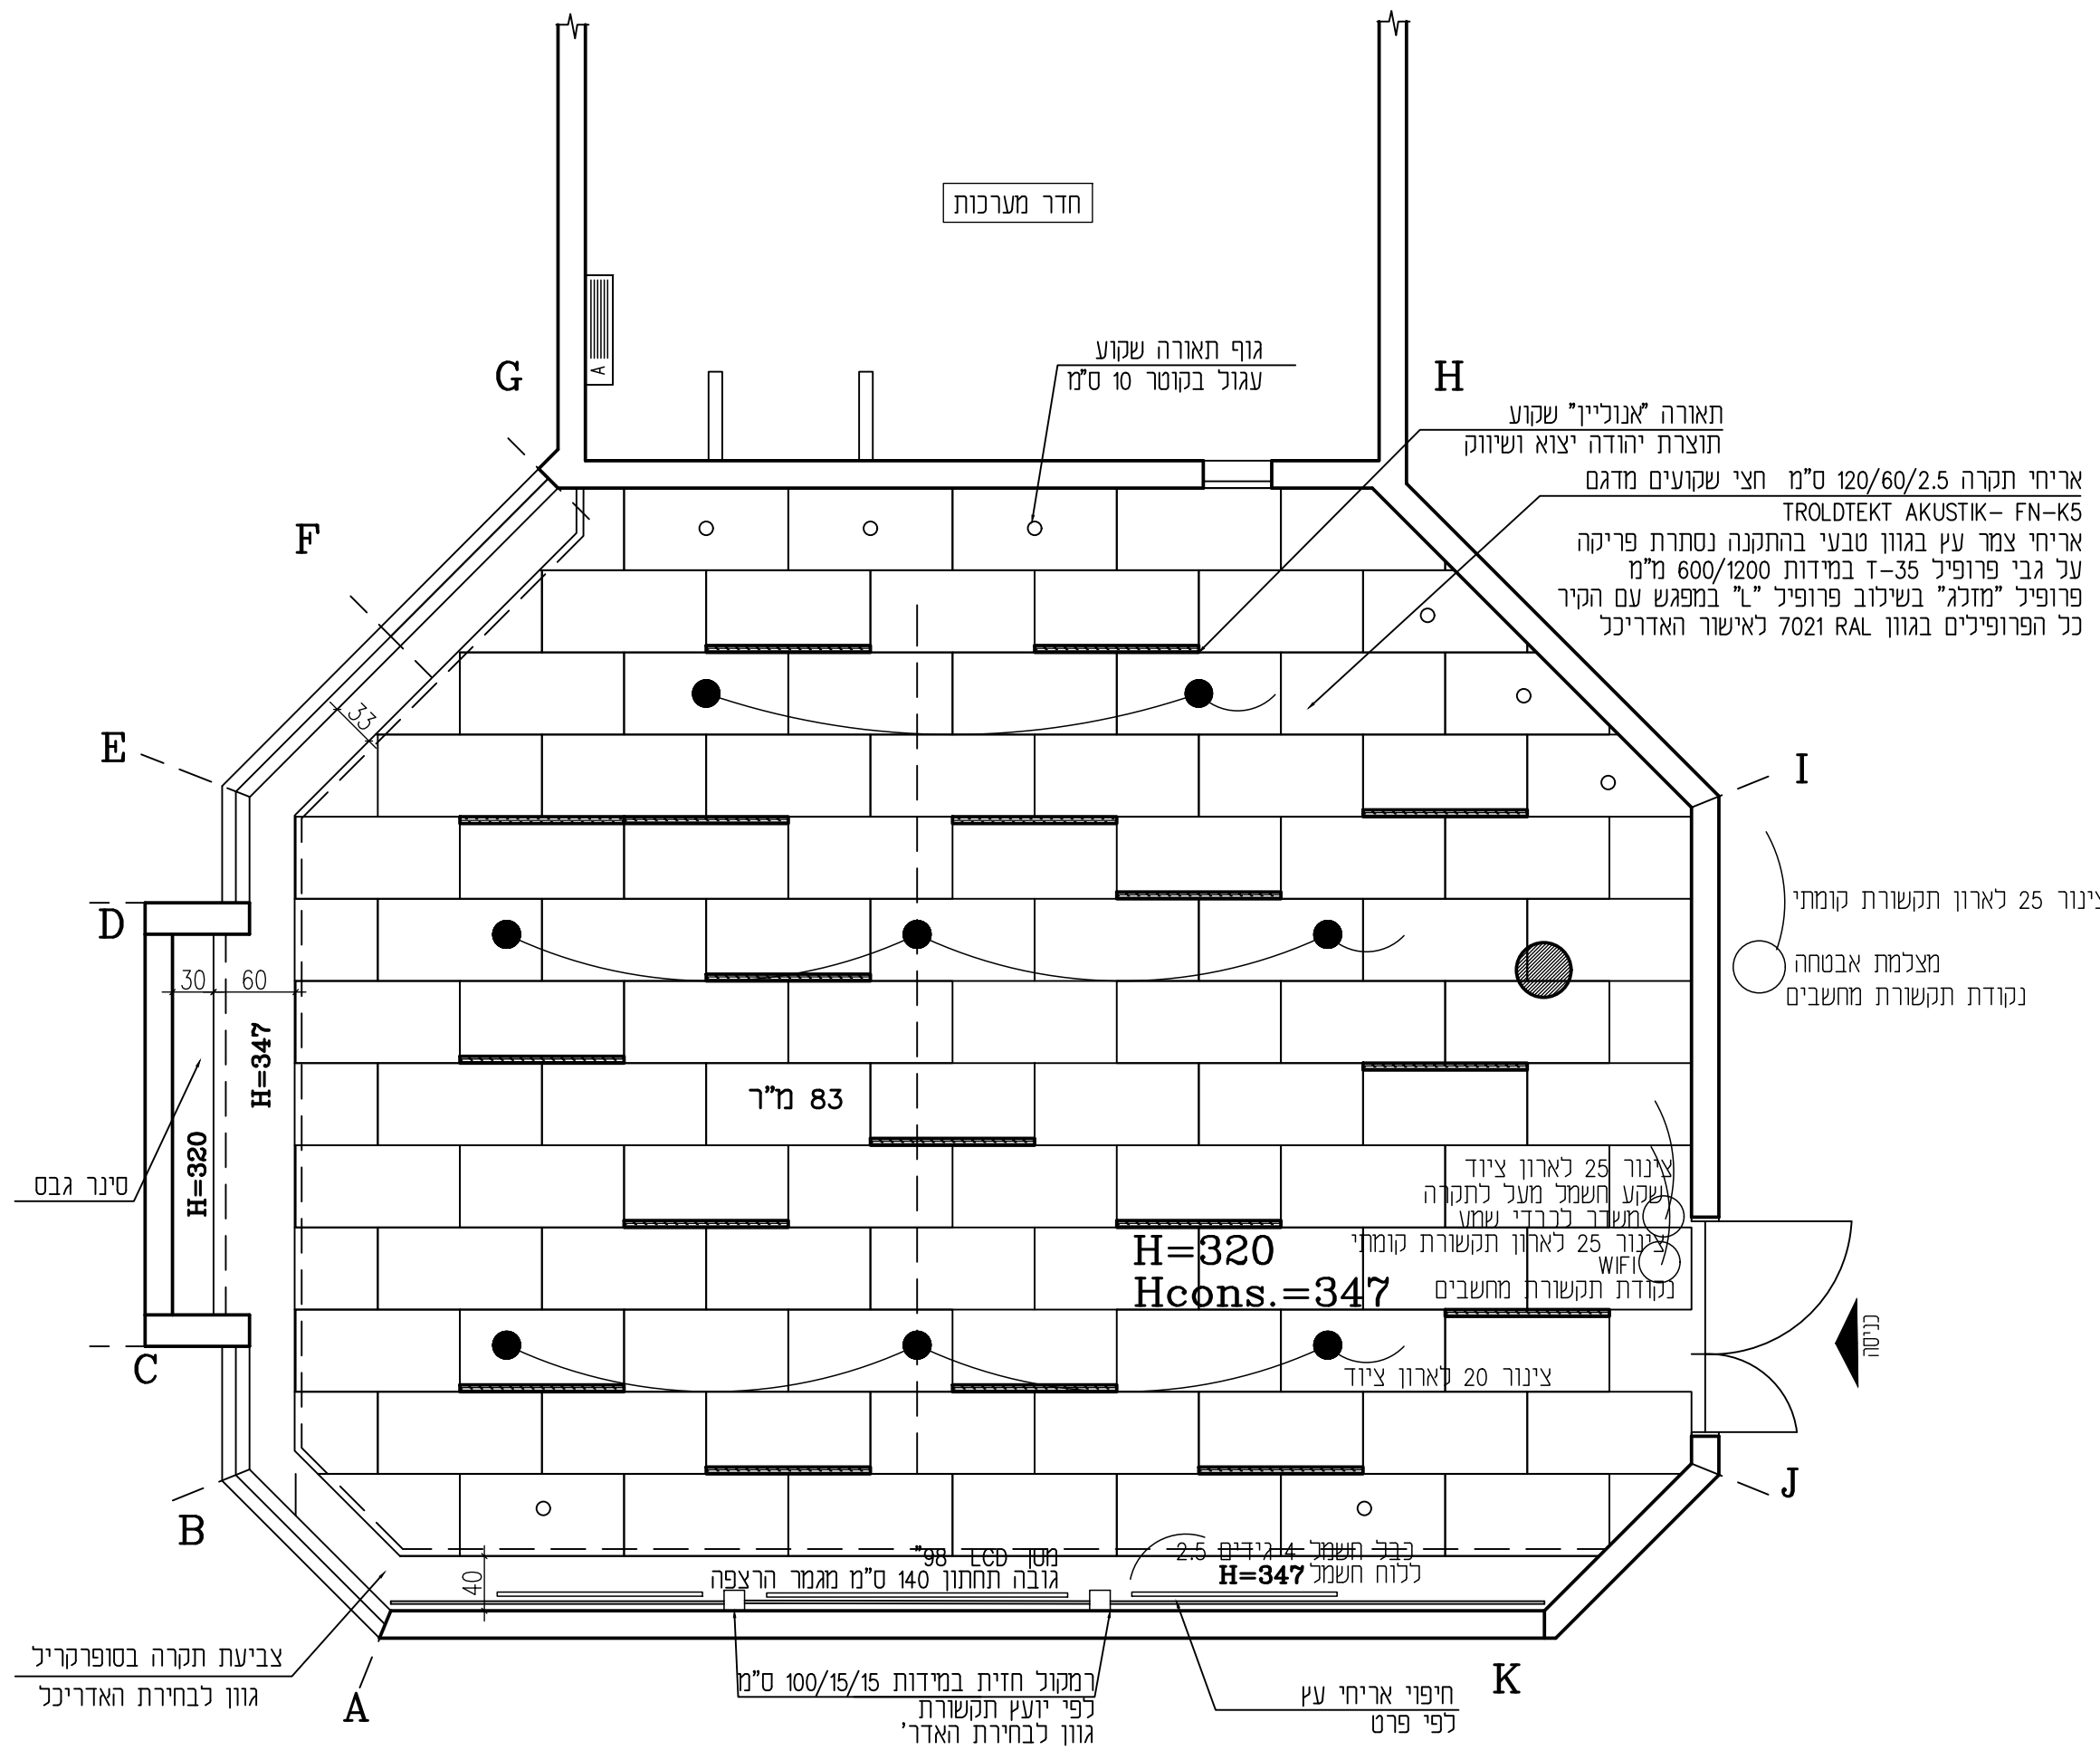 חדר מערכות
A
G
H
גוף תאורה שקוע
עגול בקוטר 10 ס"מ
תאורה "אנוליין" שקוע
תוצרת יהודה יצוא ושיווק
אריחי תקרה 120/60/2.5 ס"מ חצי שקועים מדגם
TROLDTEKT AKUSTIK- FN-K5
אריחי צמר עץ בגוון טבעי בהתקנה נסתרת פריקה
על גבי פרופיל T-35 במידות 600/1200 מ"מ
פרופיל "מזלג" בשילוב פרופיל "L" במפגש עם הקיר
כל הפרופילים בגוון RAL 7021 לאישור האדריכל
F
33
E
I
D
צינור 25 לארון תקשורת קומתי
מצלמת אבטחה
נקודת תקשורת מחשבים
30
60
H=347
H=320
83 מ"ר
סינר גבס
צינור 25 לארון ציוד
שקע חשמל מעל לתקרה
משדר לכבדי שמע
צינור 25 לארון תקשורת קומתי
WIFI
נקודת תקשורת מחשבים
H=320
Hcons.=347
כניסה
C
צינור 20 לארון ציוד
B
J
40
מסך LCD 98"
גובה תחתון 140 ס"מ מגמר הרצפה
כבל חשמל 4 גידים 2.5
ללוח חשמל
H=347
צביעת תקרה בסופרקריל
גוון לבחירת האדריכל
A
רמקול חזית במידות 100/15/15 ס"מ
לפי יועץ תקשורת
גוון לבחירת האדר'
חיפוי אריחי עץ
לפי פרט
K